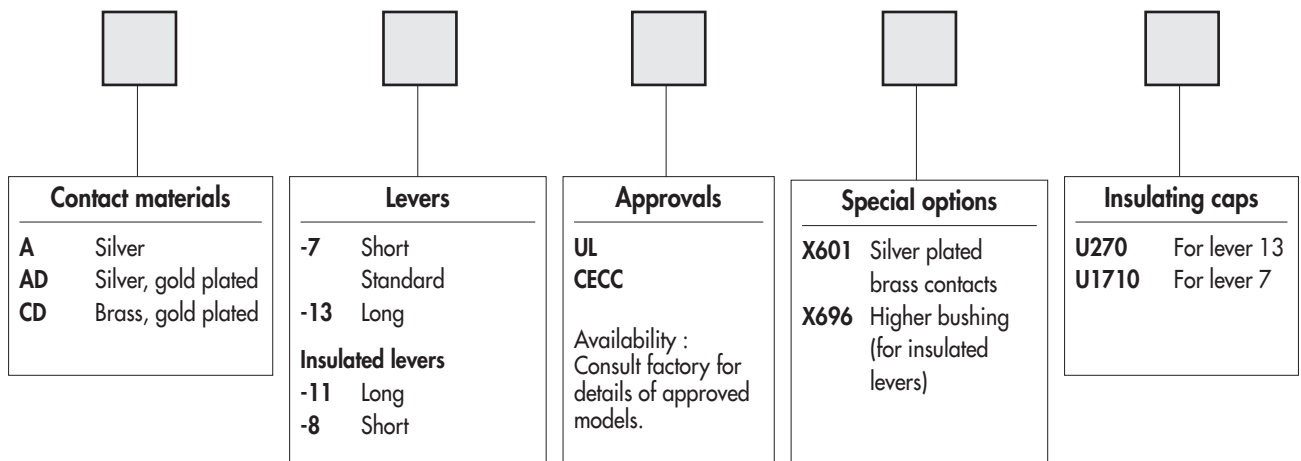 Contact materials
A Silver
AD Silver, gold plated
CD Brass, gold plated
Levers
-7 Short
Standard
-13 Long
Insulated levers
-11 Long
-8 Short
Approvals
UL
CECC
Availability :
Consult factory for
details of approved
models.
Special options
X601 Silver plated
brass contacts
X696 Higher bushing
(for insulated
levers)
Insulating caps
U270 For lever 13
U1710 For lever 7